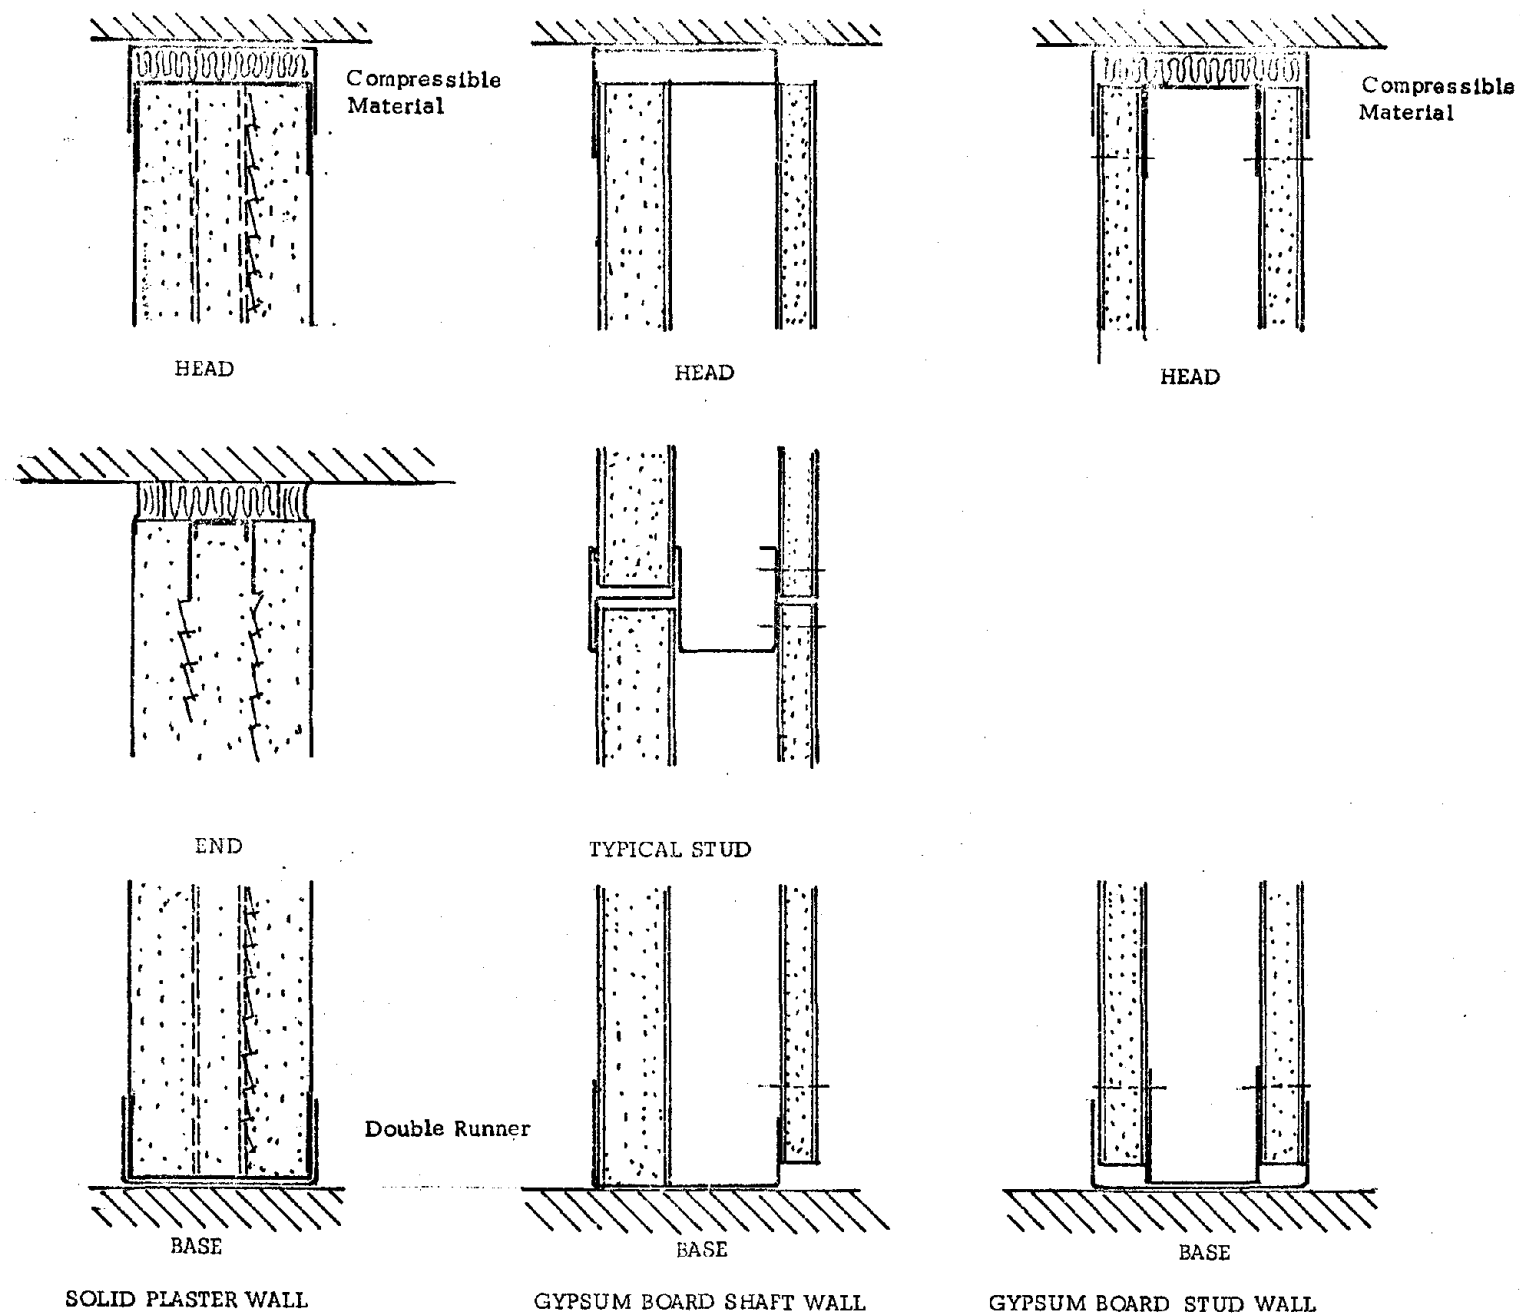 Compressible
Material
Compressible
Material
HEAD
HEAD
HEAD
END
TYPICAL STUD
Double Runner
BASE
BASE
BASE
SOLID PLASTER WALL
GYPSUM BOARD SHAFT WALL
GYPSUM BOARD STUD WALL